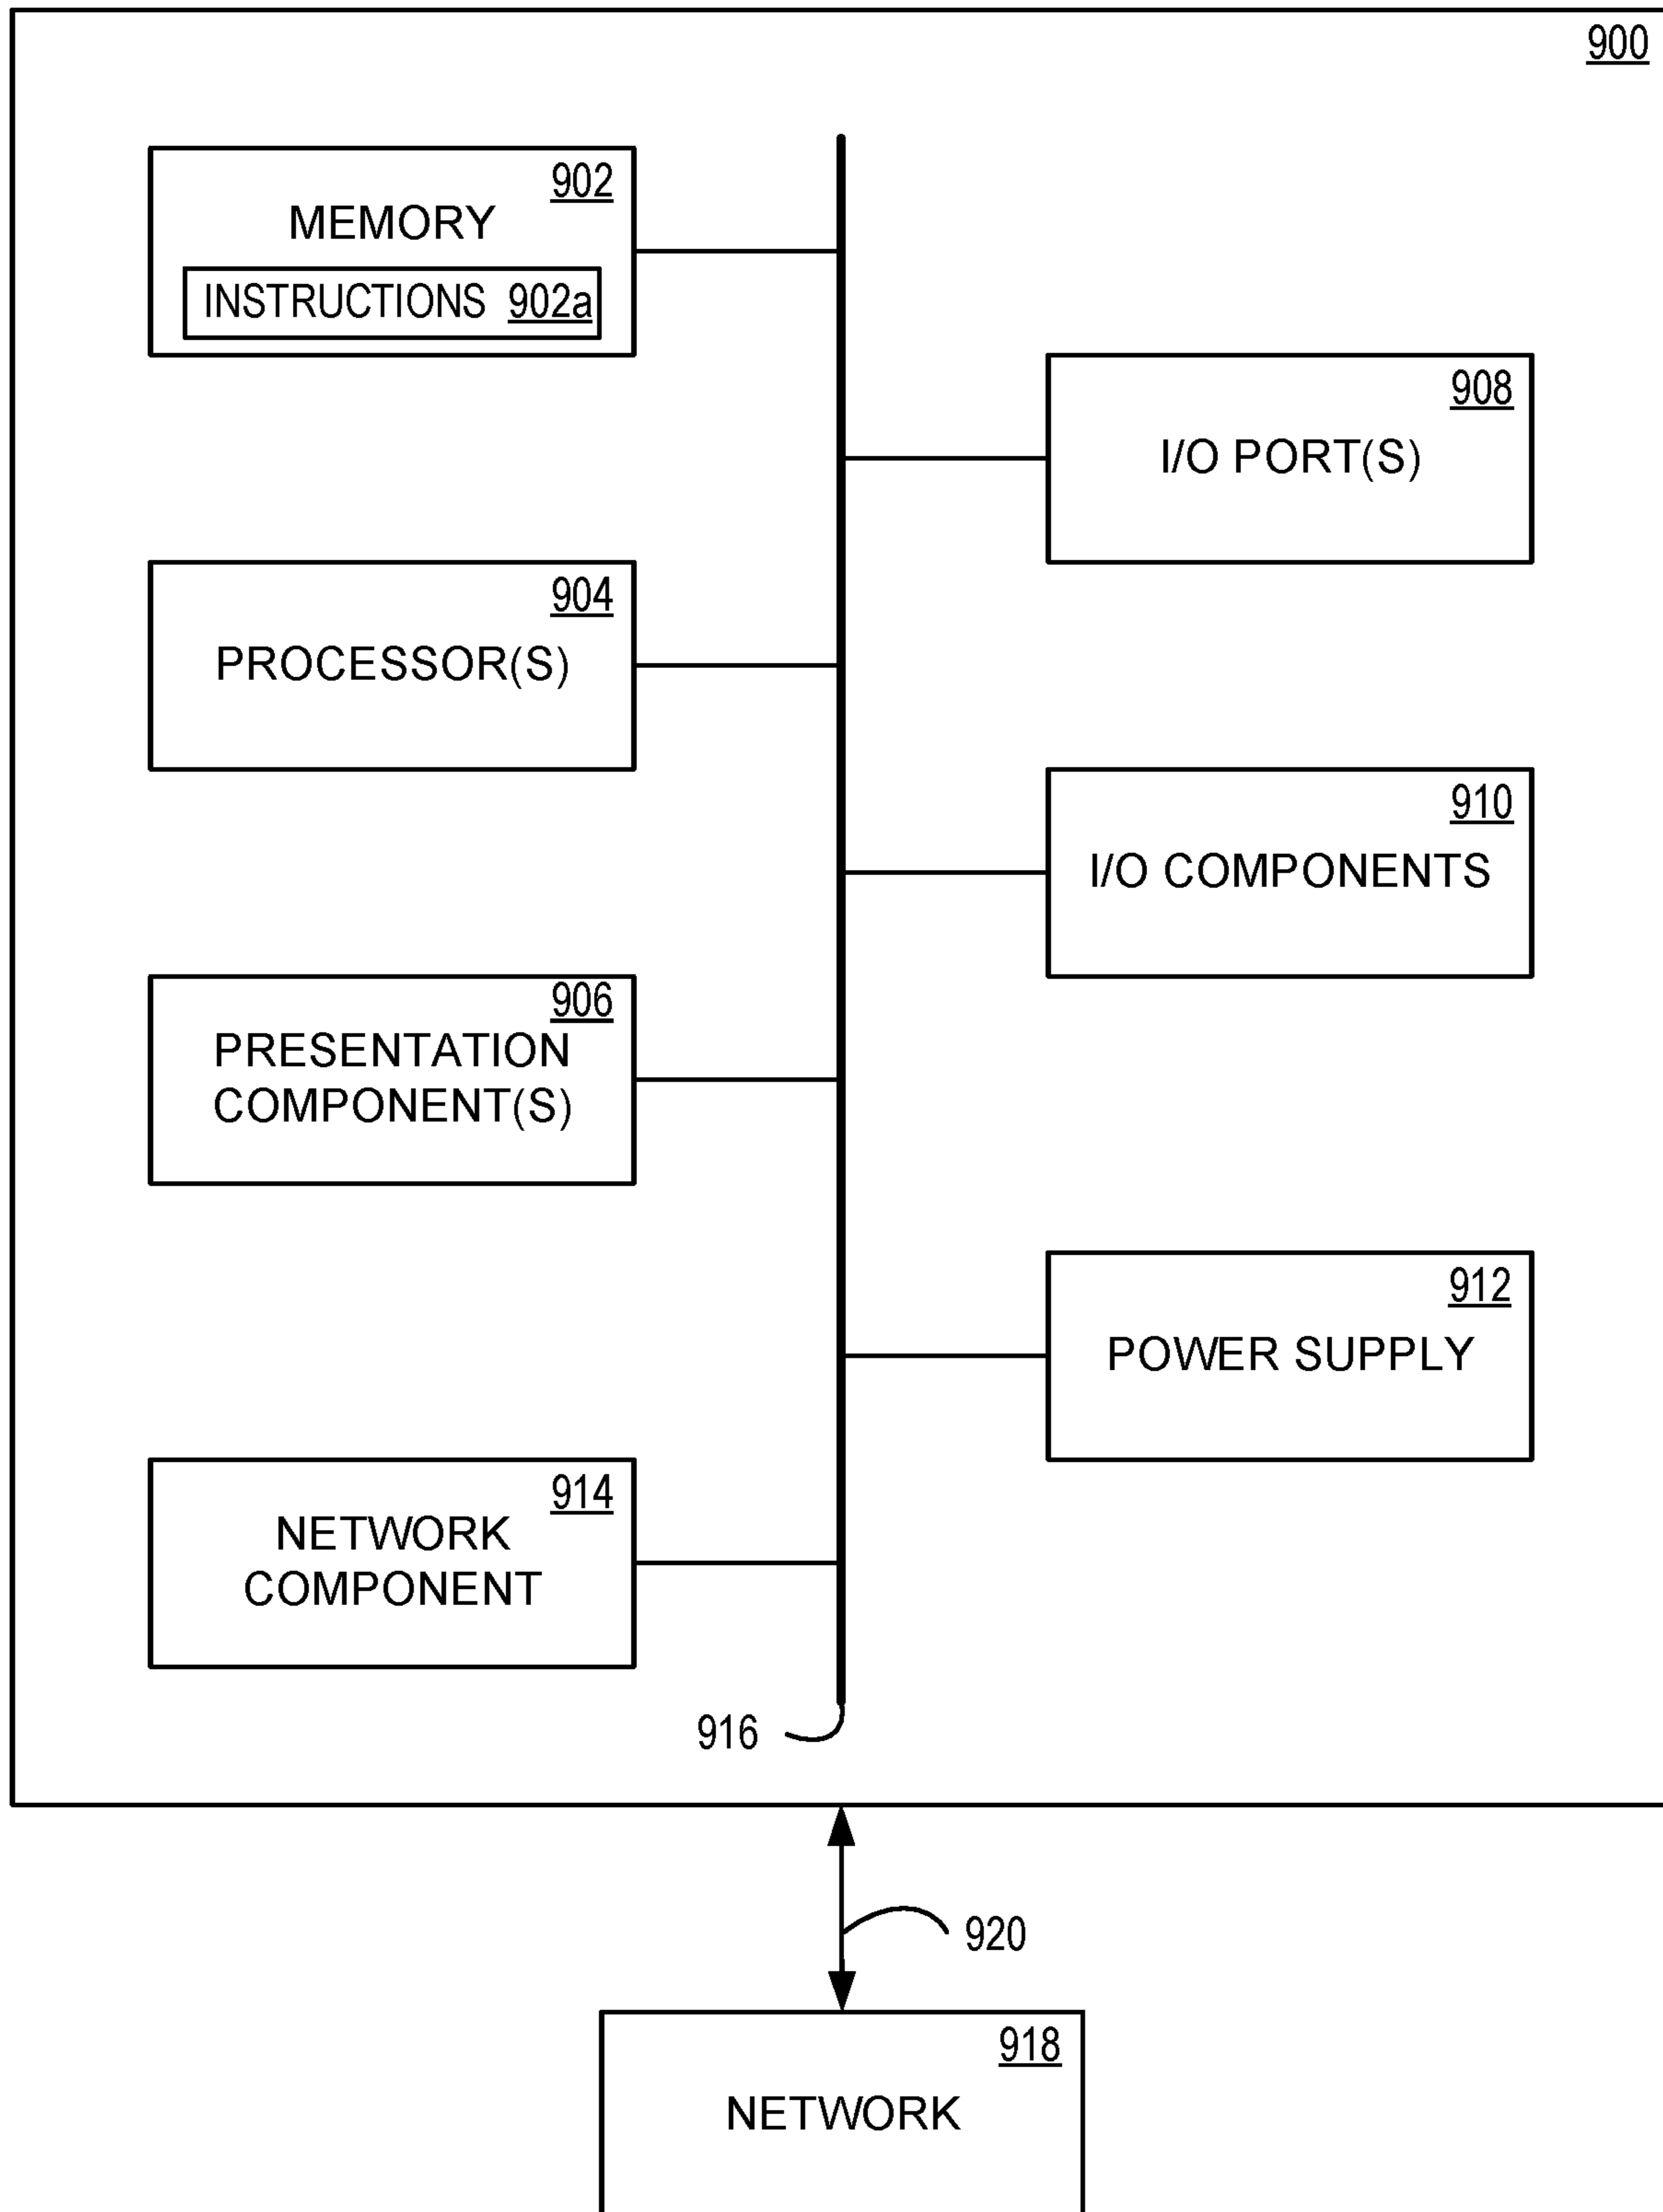 900
902
MEMORY
INSTRUCTIONS 902a
908
I/O PORT(S)
904
PROCESSOR(S)
910
I/O COMPONENTS
906
PRESENTATION
COMPONENT(S)
912
POWER SUPPLY
914
NETWORK
COMPONENT
916
920
918
NETWORK